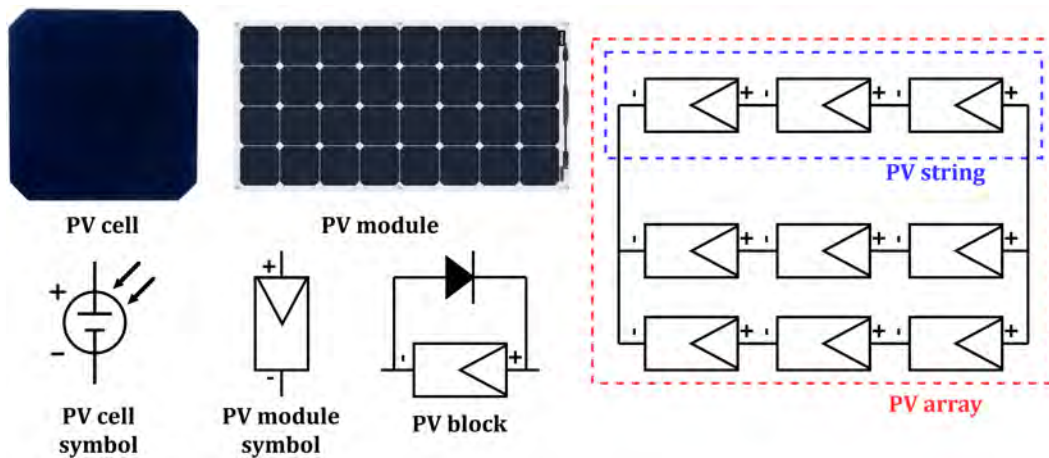 PV cell
PV module
+
-
PV cell
symbol
+
-
PV module
symbol
- +
PV block
- + - + - +
PV string
- + - + - +
- + - + - +
PV array